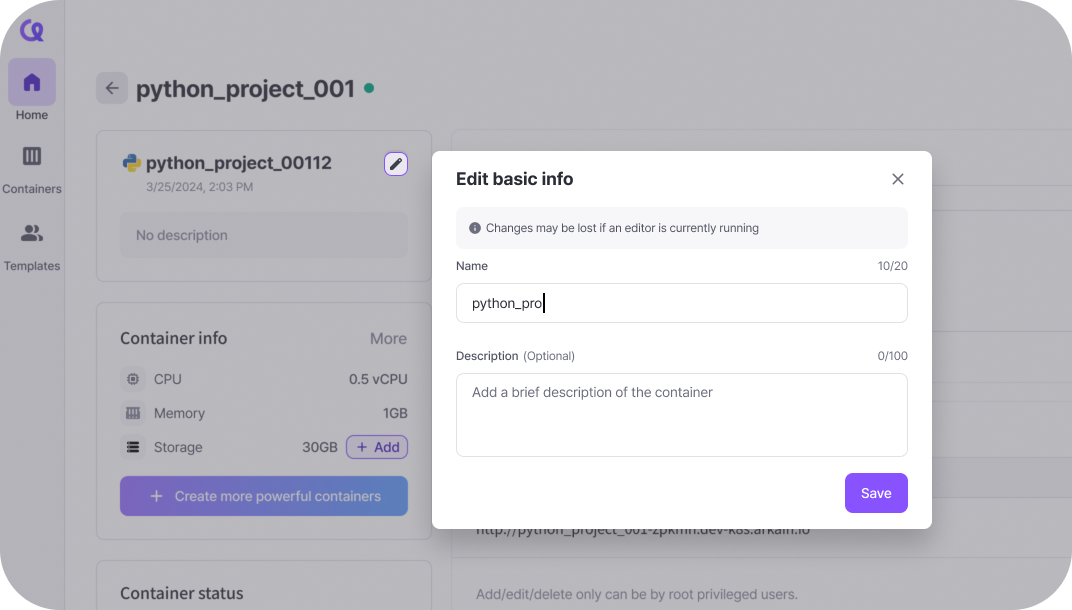 Home
Containers
Templates
python_project_001
python_project_00112
3/25/2024, 2:03 PM
No description
Container info
More
CPU
0.5 vCPU
Memory
1GB
Storage
30GB
+ Add
+ Create more powerful containers
Container status
Edit basic info
Changes may be lost if an editor is currently running
Name
10/20
python_pro
Description (Optional)
0/100
Add a brief description of the container
Save
http://python_project_001-zpkmh.dev-k8s.arkain.io
Add/edit/delete only can be by root privileged users.